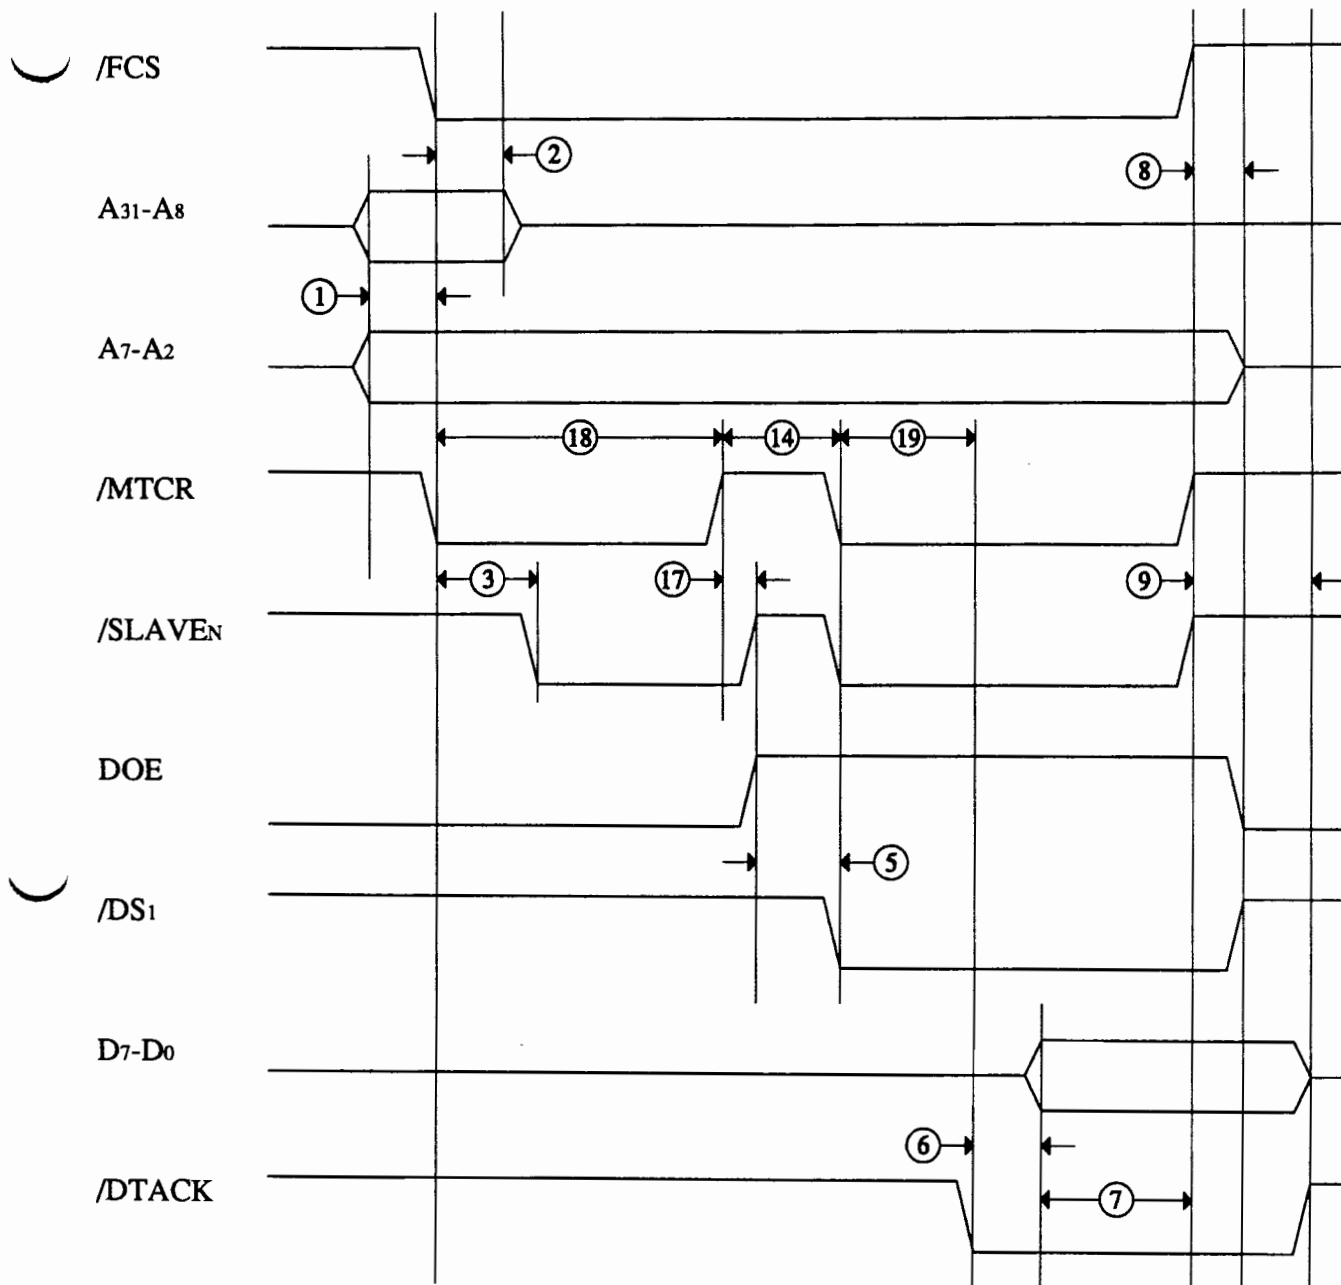 /FCS
2
8
A31-A8
1
A7-A2
18
14
19
/MTCR
3
17
9
/SLAVEN
DOE
5
/DS1
D7-D0
6
7
/DTACK